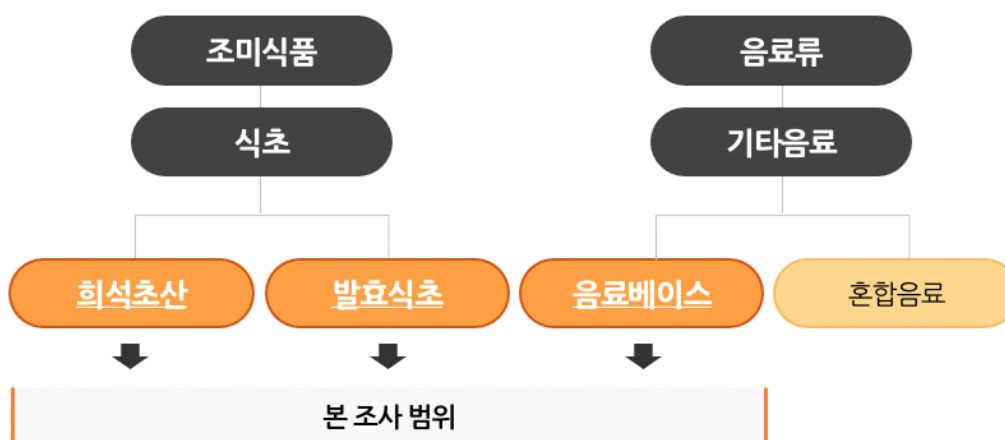 조미식품
음료류
식초
기타음료
희석초산
발효식초
음료베이스
혼합음료
본 조사 범위